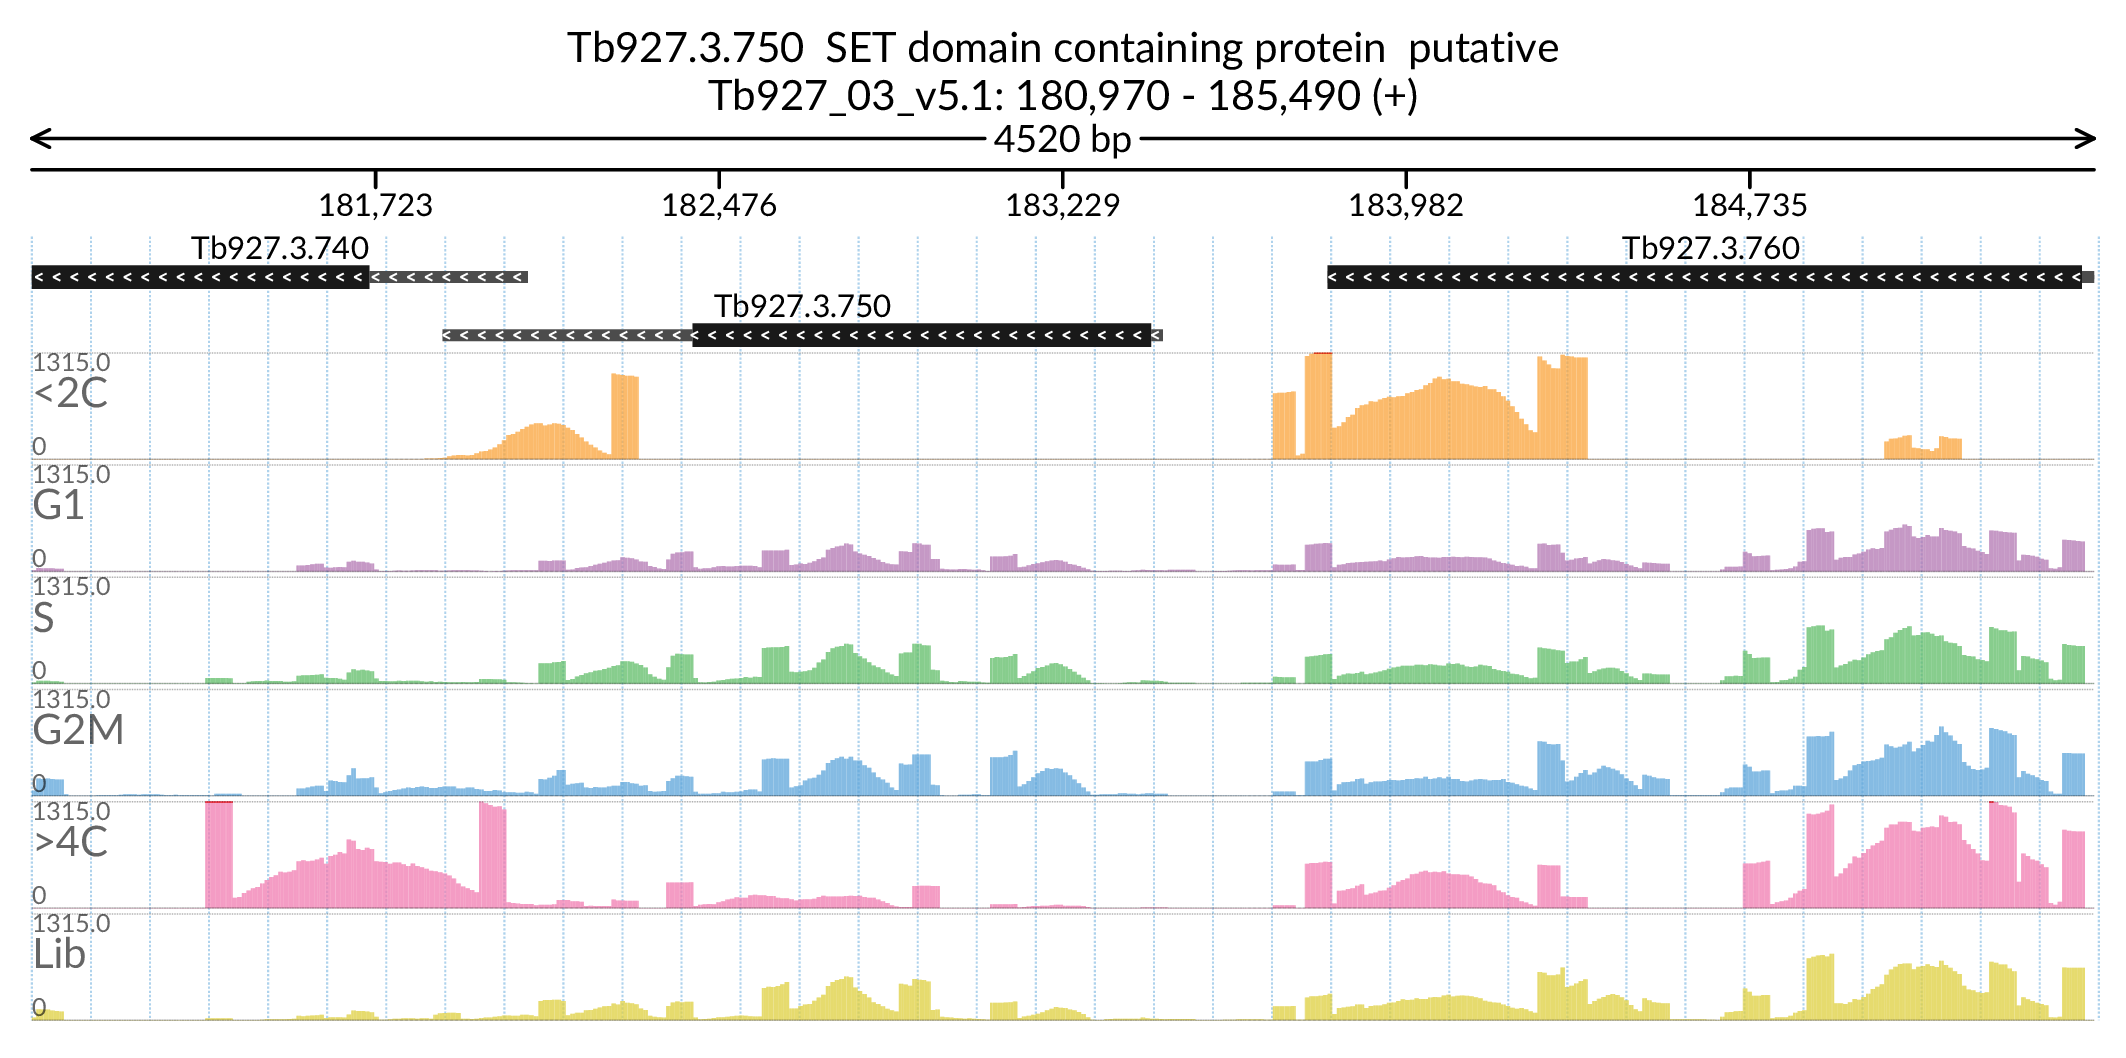 Tb927.3.750  SET domain containing protein  putative
Tb927_03_v5.1: 180,970 - 185,490 (+)
4520 bp
181,723 182,476 183,229 183,982 184,735
Tb927.3.740 Tb927.3.760
Tb927.3.750
1315.0
<2C
0
1315.0
G1
0
1315.0
S
0
1315.0
G2M
0
1315.0
>4C
0
1315.0
Lib
0